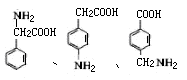 NH₂
CHCOOH
CH₂COOH
NH₂
COOH
CH₂NH₂
、
、